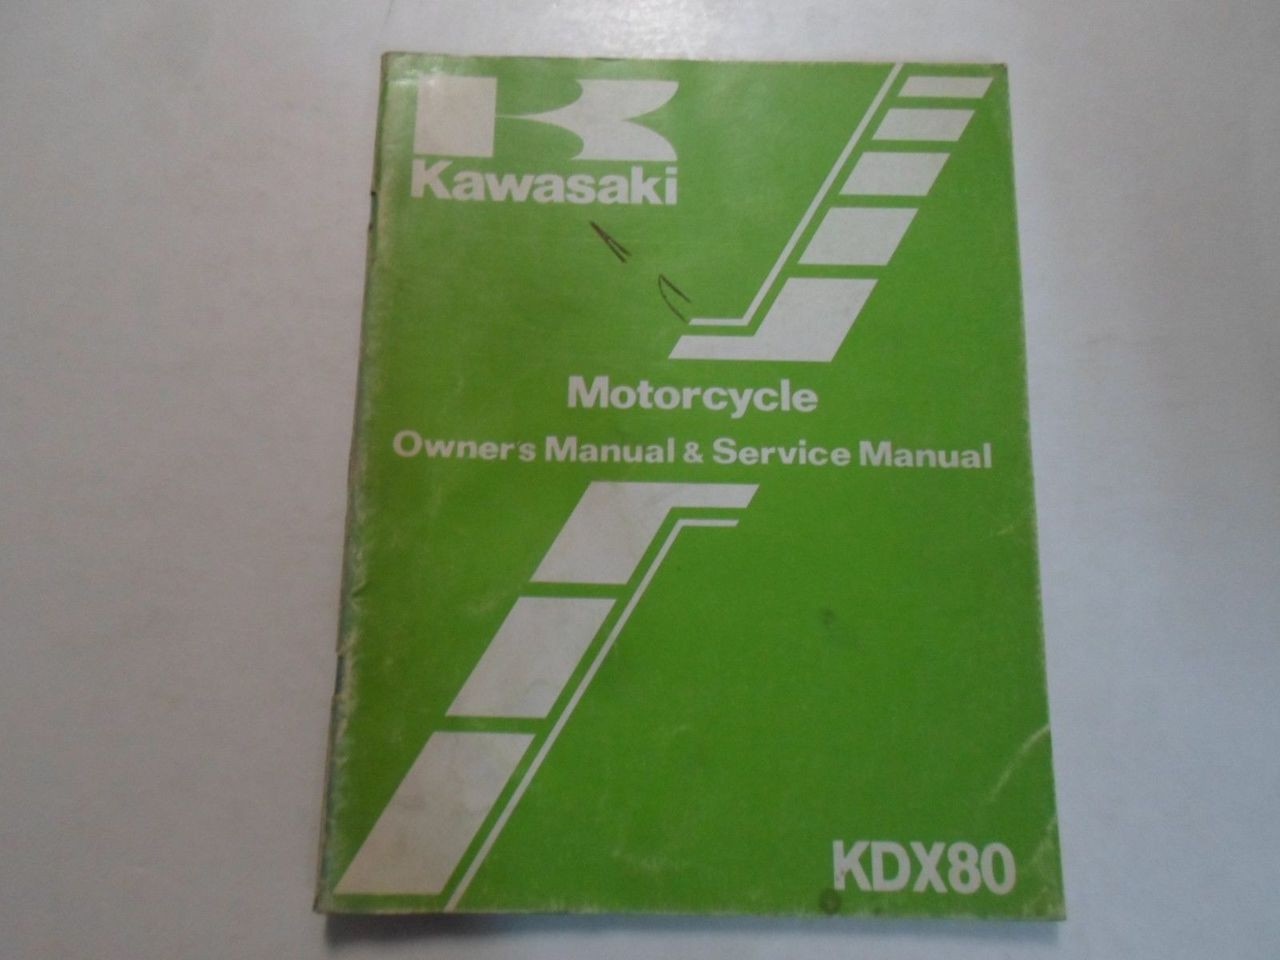 Kawasaki
Motorcycle
Owner's Manual & Service Manual
KDX80